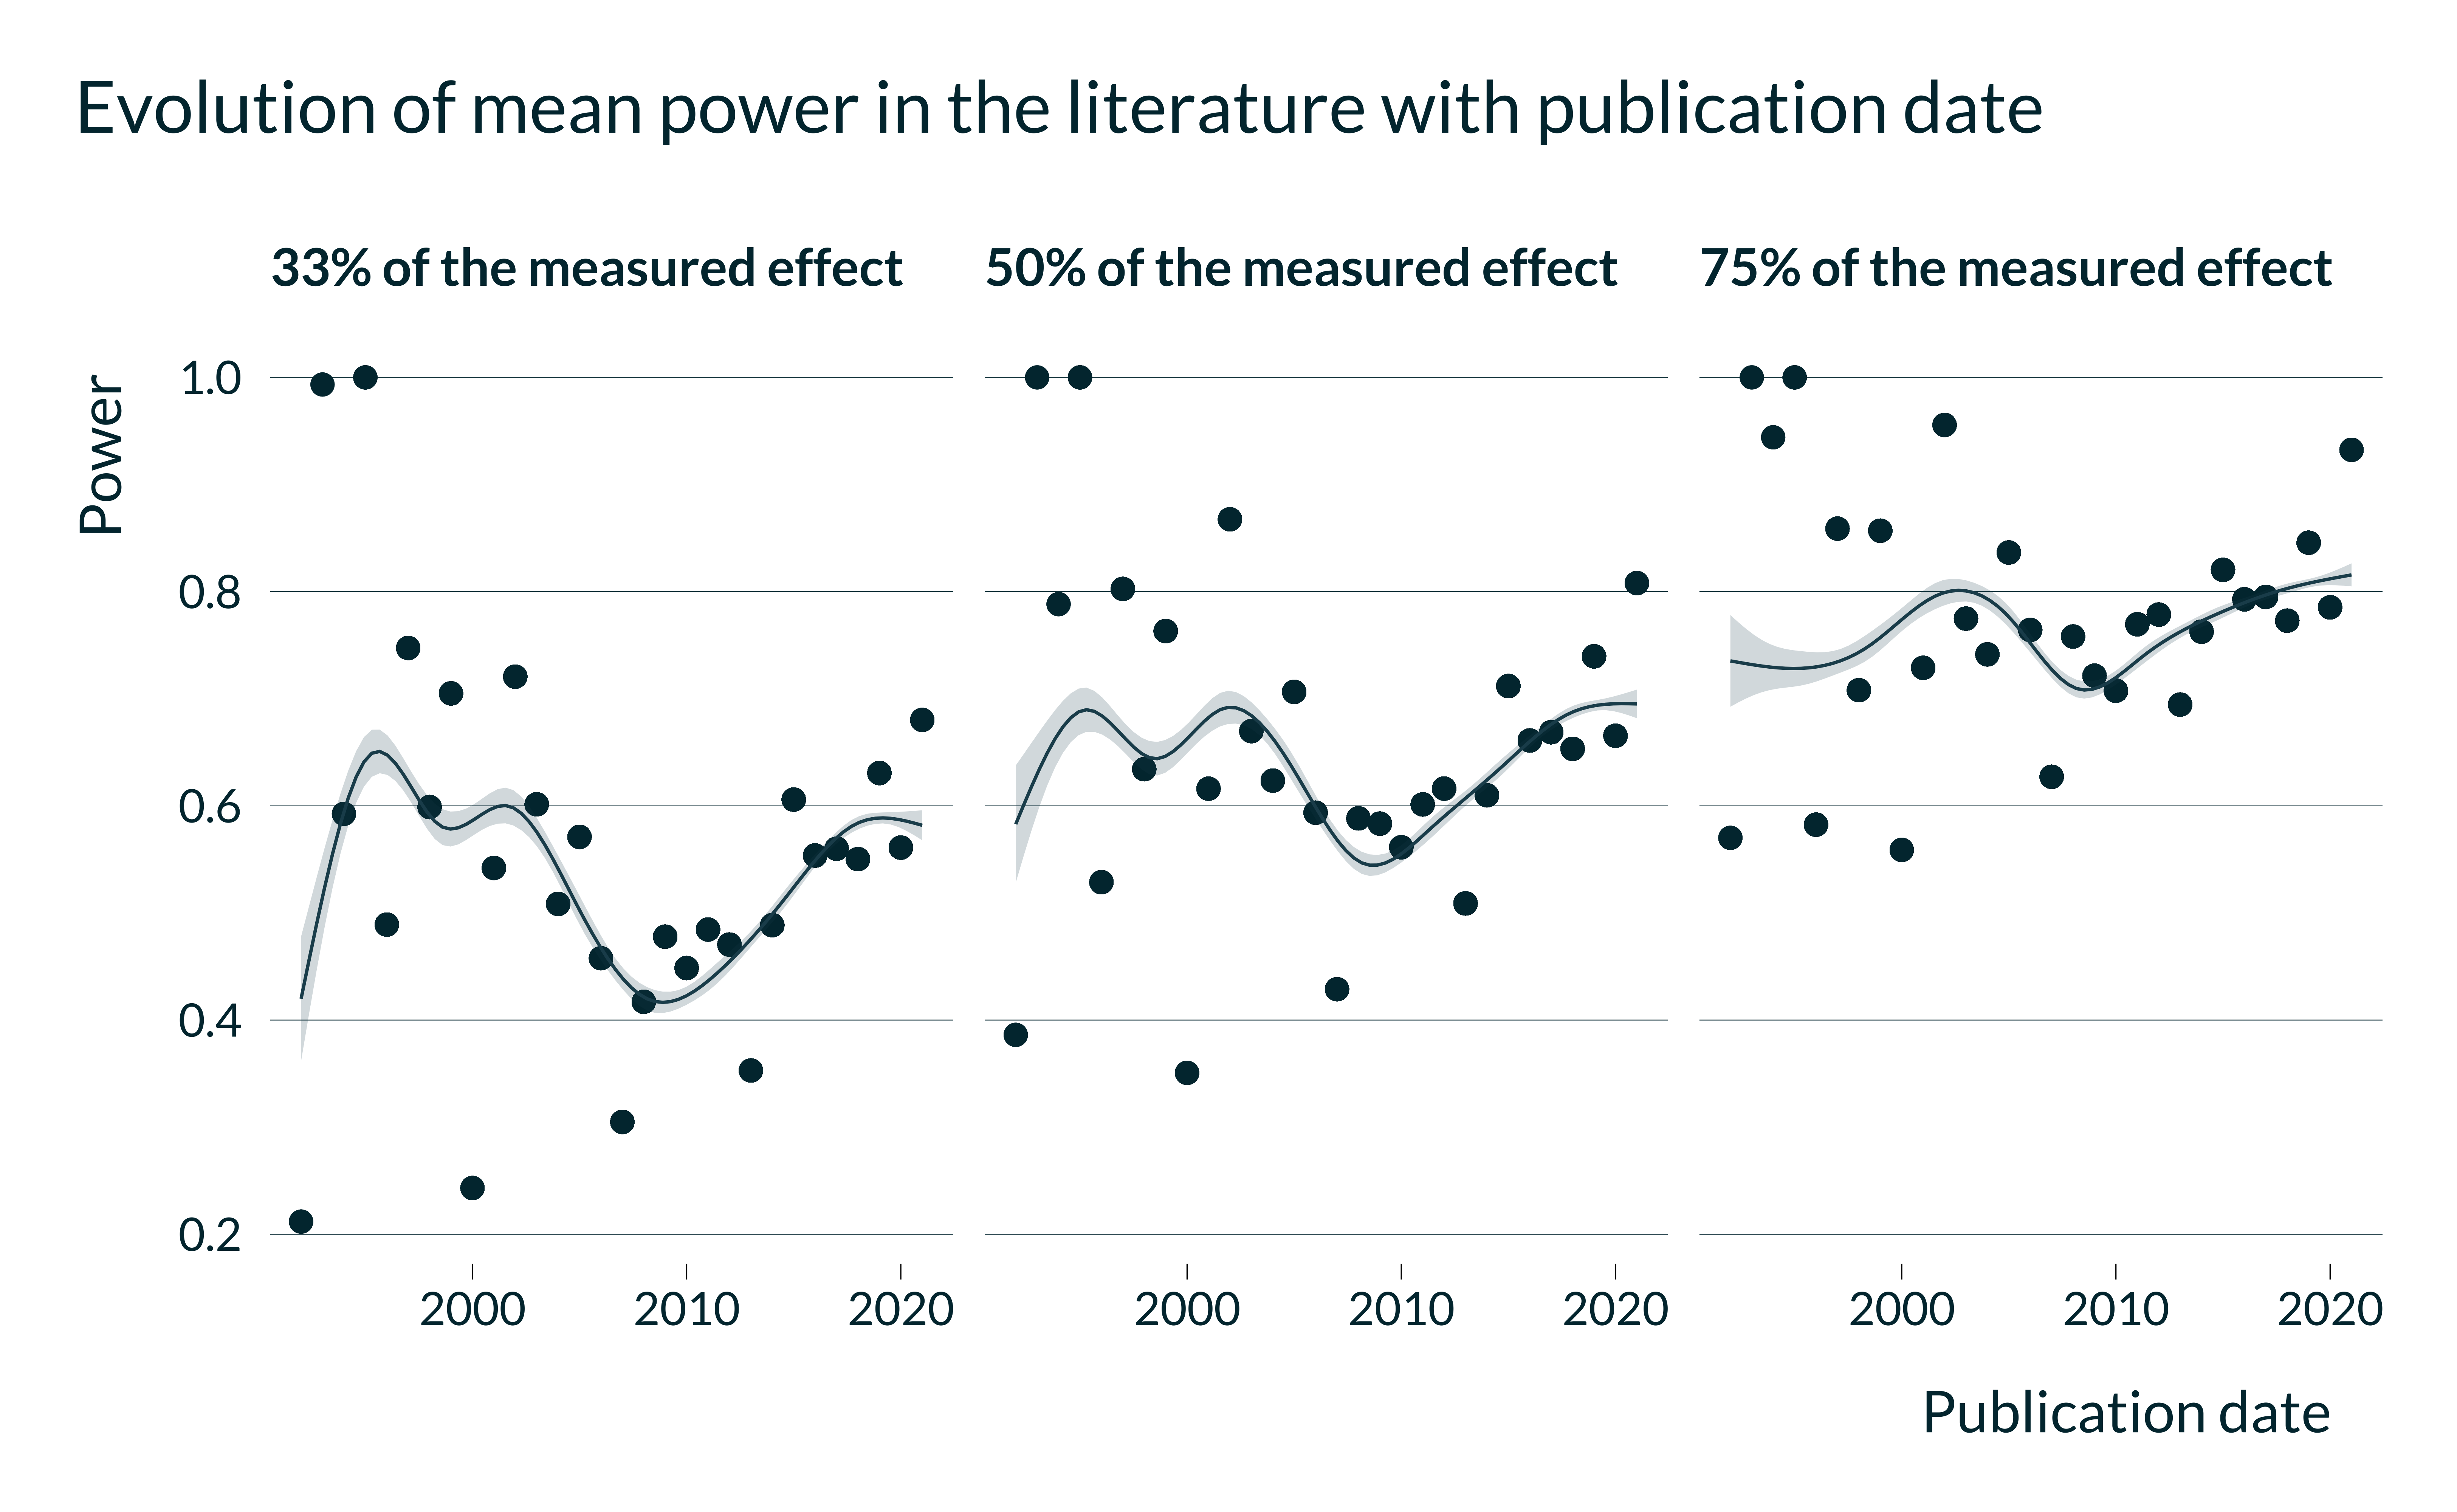 Evolution of mean power in the literature with publication date
33% of the measured effect
50% of the measured effect
75% of the measured effect
Power
1.0
0.8
0.6
0.4
0.2
2000 2010 2020
2000 2010 2020
2000 2010 2020
Publication date